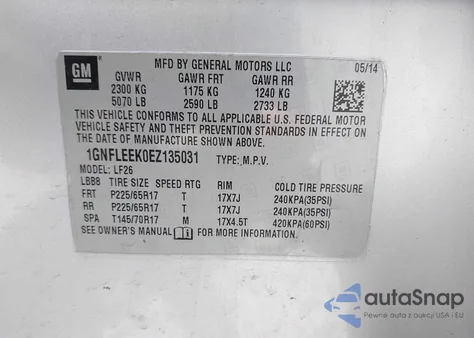 GM
MFD BY GENERAL MOTORS LLC 05/14
GVWR GAWR FRT GAWR RR
2300 KG 1175 KG 1240 KG
5070 LB 2590 LB 2733 LB
THIS VEHICLE CONFORMS TO ALL APPLICABLE U.S. FEDERAL MOTOR
VEHICLE SAFETY AND THEFT PREVENTION STANDARDS IN EFFECT ON
THE DATE OF MANUFACTURE SHOWN ABOVE.
1GNFLEEK0EZ135031 TYPE: M.P.V.
MODEL: LF26
LBB8 TIRE SIZE SPEED RTG RIM COLD TIRE PRESSURE
FRT P225/65R17 T 17X7J 240KPA(35PSI)
RR P225/65R17 T 17X7J 240KPA(35PSI)
SPA T145/70R17 M 17X4.5T 420KPA(60PSI)
SEE OWNER'S MANUAL FOR MORE INFORMATION
autoSnap
Pewne auta z aukcji USA - EU